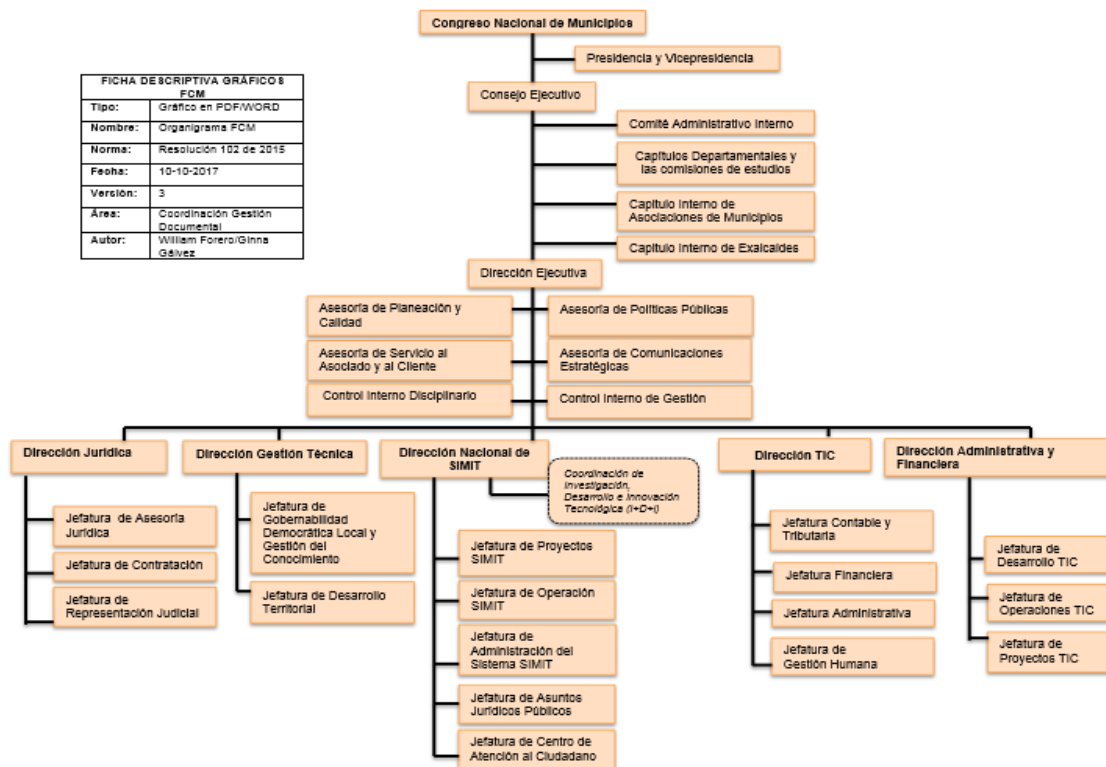 Congreso Nacional de Municipios
Presidencia y Vicepresidencia
FICHA DESCRIPTIVA GRÁFICOS
FCM
Tipo: Gráfico en PDF/WORD
Nombre: Organigrama FCM
Norma: Resolución 102 de 2015
Fecha: 10-10-2017
Versión: 3
Área: Coordinación Gestión
Documental
Autor: William Forero/Ginna
Gálvez
Consejo Ejecutivo
Comité Administrativo Interno
Capítulos Departamentales y
las comisiones de estudios
Capítulo Interno de
Asociaciones de Municipios
Capítulo Interno de Exalcaldes
Dirección Ejecutiva
Asesoría de Planeación y
Calidad
Asesoría de Políticas Públicas
Asesoría de Servicio al
Asociado y al Cliente
Asesoría de Comunicaciones
Estratégicas
Control Interno Disciplinario
Control Interno de Gestión
Dirección Jurídica
Jefatura de Asesoría
Jurídica
Jefatura de Contratación
Jefatura de
Representación Judicial
Dirección Gestión Técnica
Jefatura de
Gobernabilidad
Democrática Local y
Gestión del
Conocimiento
Jefatura de Desarrollo
Territorial
Dirección Nacional de
SIMIT
Coordinación de
Investigación,
Desarrollo e Innovación
Tecnológica (I+D+i)
Jefatura de Proyectos
SIMIT
Jefatura de Operación
SIMIT
Jefatura de
Administración del
Sistema SIMIT
Jefatura de Asuntos
Jurídicos Públicos
Jefatura de Centro de
Atención al Ciudadano
Dirección TIC
Jefatura Contable y
Tributaria
Jefatura Financiera
Jefatura Administrativa
Jefatura de
Gestión Humana
Dirección Administrativa y
Financiera
Jefatura de
Desarrollo TIC
Jefatura de
Operaciones TIC
Jefatura de
Proyectos TIC